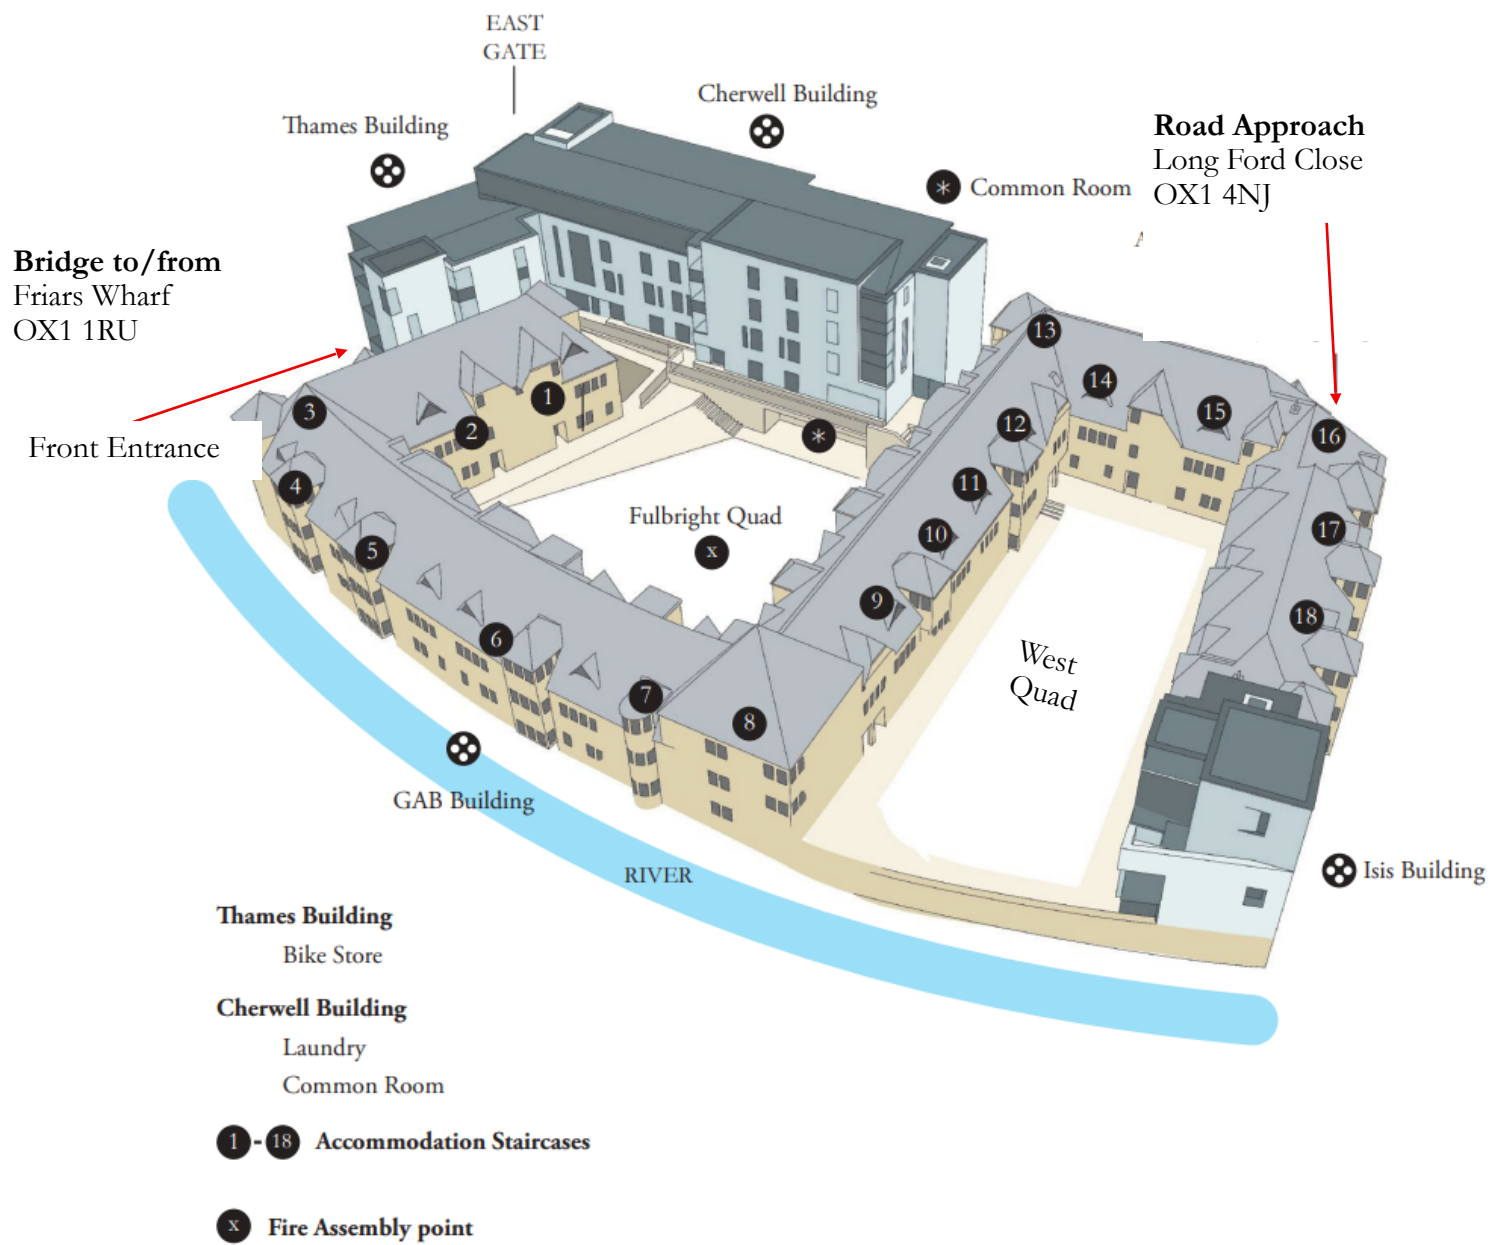 EAST
GATE
Cherwell Building
Thames Building
Road Approach
Long Ford Close
OX1 4NJ
* Common Room
Bridge to/from
Friars Wharf
OX1 1RU
Front Entrance
13
14
15
16
1
2
3
12
*
4
11
17
5
10
Fulbright Quad
x
9
18
6
West
Quad
7
8
GAB Building
RIVER
Isis Building
Thames Building
Bike Store
Cherwell Building
Laundry
Common Room
1 - 18 Accommodation Staircases
x Fire Assembly point